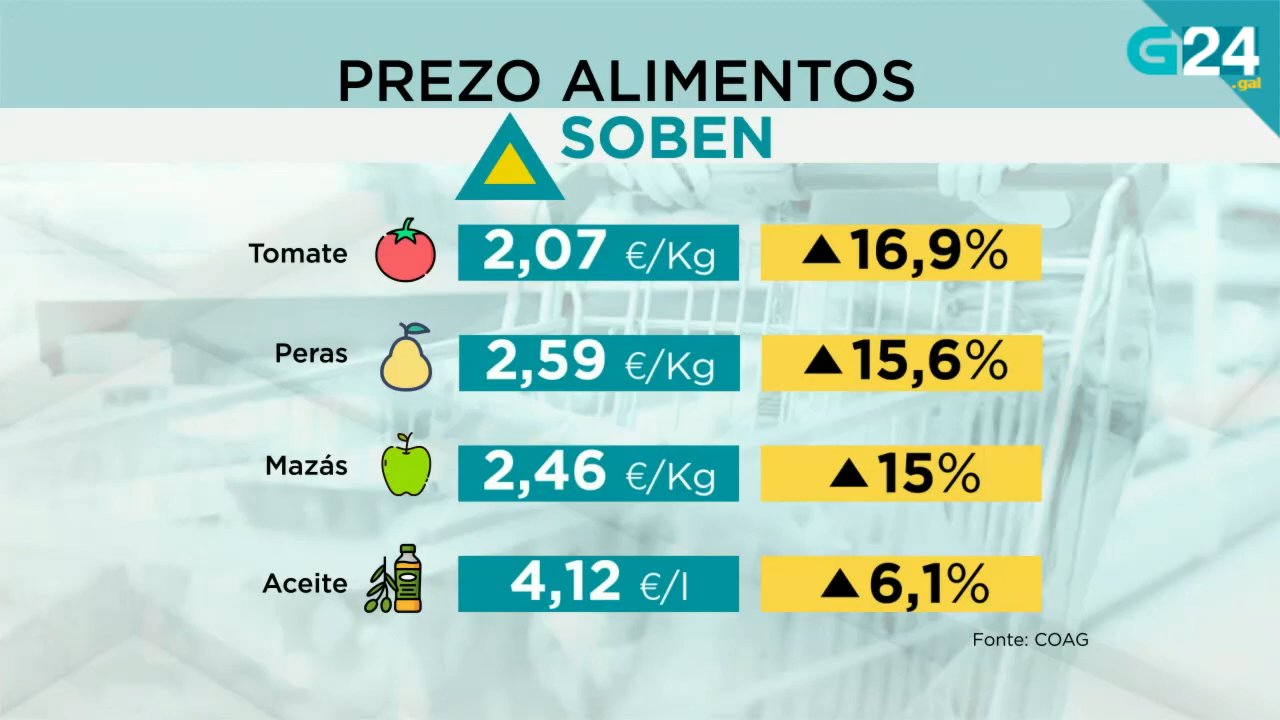 PREZO ALIMENTOS
G24
.gal
SOBEN
Tomate 2,07 €/Kg ▲16,9%
Peras 2,59 €/Kg ▲15,6%
Mazás 2,46 €/Kg ▲15%
Aceite 4,12 €/l ▲6,1%
Fonte: COAG